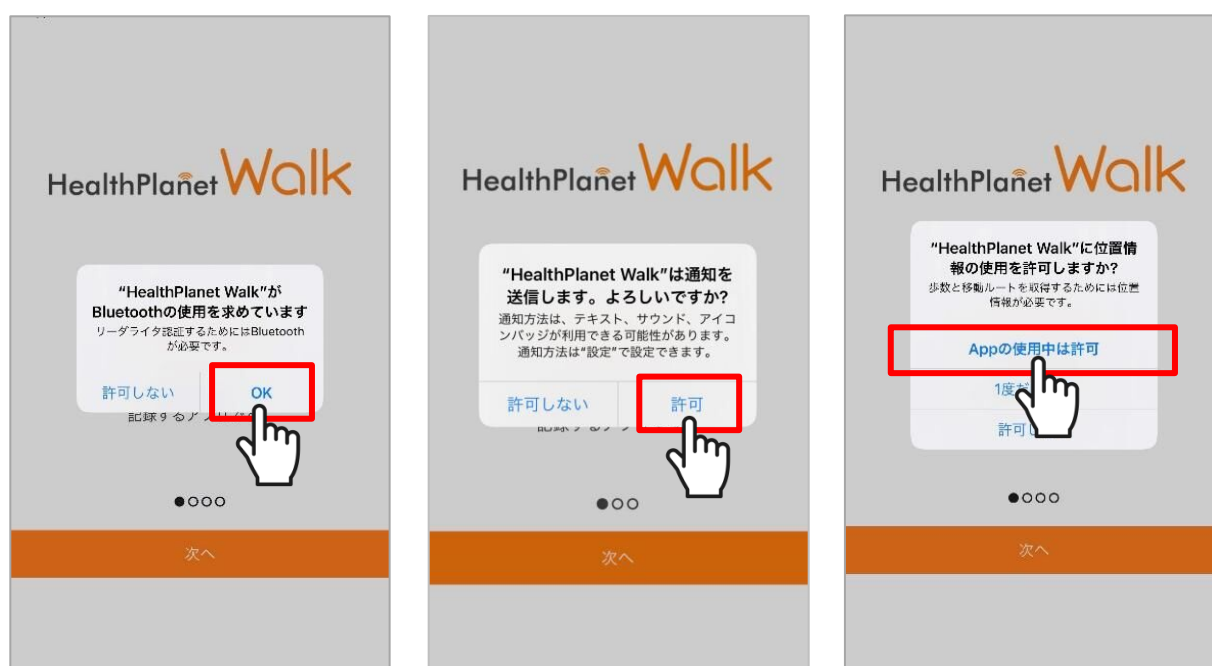 HealthPlanet Walk
“HealthPlanet Walk”が
Bluetoothの使用を求めています
リーダライタ認証するためにはBluetooth
が必要です。
許可しない
OK
記録するア
次へ
HealthPlanet Walk
“HealthPlanet Walk”は通知を
送信します。よろしいですか?
通知方法は、テキスト、サウンド、アイコ
ンバッジが利用できる可能性があります。
通知方法は“設定”で設定できます。
許可しない
許可
次へ
HealthPlanet Walk
“HealthPlanet Walk”に位置情
報の使用を許可しますか?
歩数と移動ルートを取得するためには位置
情報が必要です。
Appの使用中は許可
1度
許可
次へ